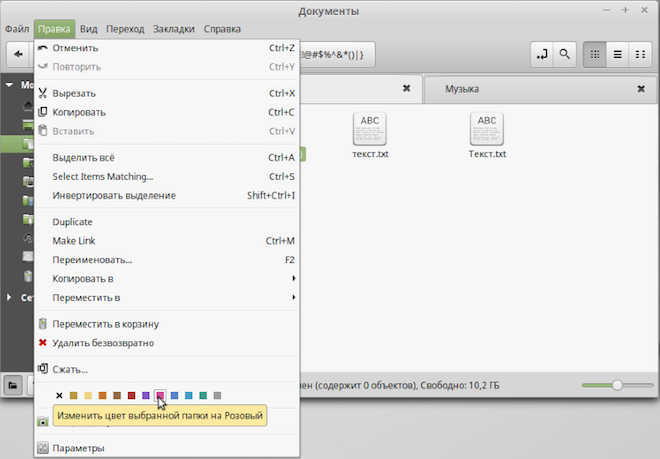 Документы
Файл Правка Вид Переход Закладки Справка
!@#$%^&*()|}
Музыка
Отменить Ctrl+Z
Повторить Ctrl+Y
Вырезать Ctrl+X
Копировать Ctrl+C
Вставить Ctrl+V
Выделить всё Ctrl+A
Select Items Matching... Ctrl+S
Инвертировать выделение Shift+Ctrl+I
Duplicate
Make Link Ctrl+M
Переименовать... F2
Копировать в
Переместить в
Переместить в корзину
Удалить безвозвратно
Сжать...
Изменить цвет выбранной папки на Розовый
Параметры
ABC
текст.txt
ABC
Текст.txt
(содержит 0 объектов), Свободно: 10,2 ГБ